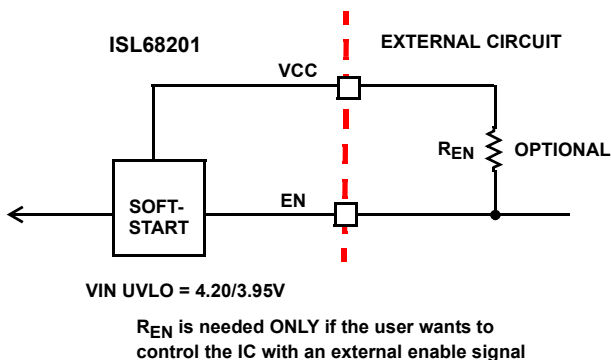 ISL68201
EXTERNAL CIRCUIT
VCC
REN
OPTIONAL
SOFT-
START
EN
VIN UVLO = 4.20/3.95V
REN is needed ONLY if the user wants to
control the IC with an external enable signal